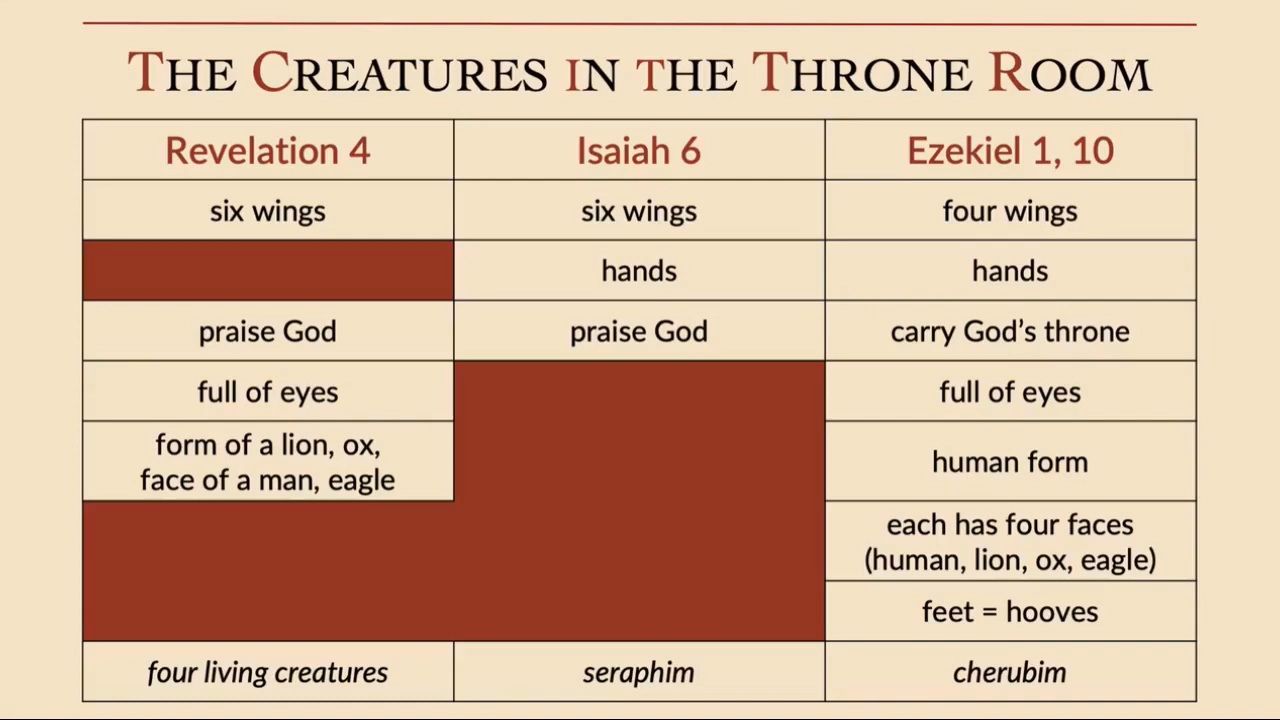 THE CREATURES IN THE THRONE ROOM
Revelation 4
Isaiah 6
Ezekiel 1, 10
six wings
six wings
four wings
hands
hands
praise God
praise God
carry God’s throne
full of eyes
full of eyes
form of a lion, ox,
face of a man, eagle
human form
each has four faces
(human, lion, ox, eagle)
feet = hooves
four living creatures
seraphim
cherubim